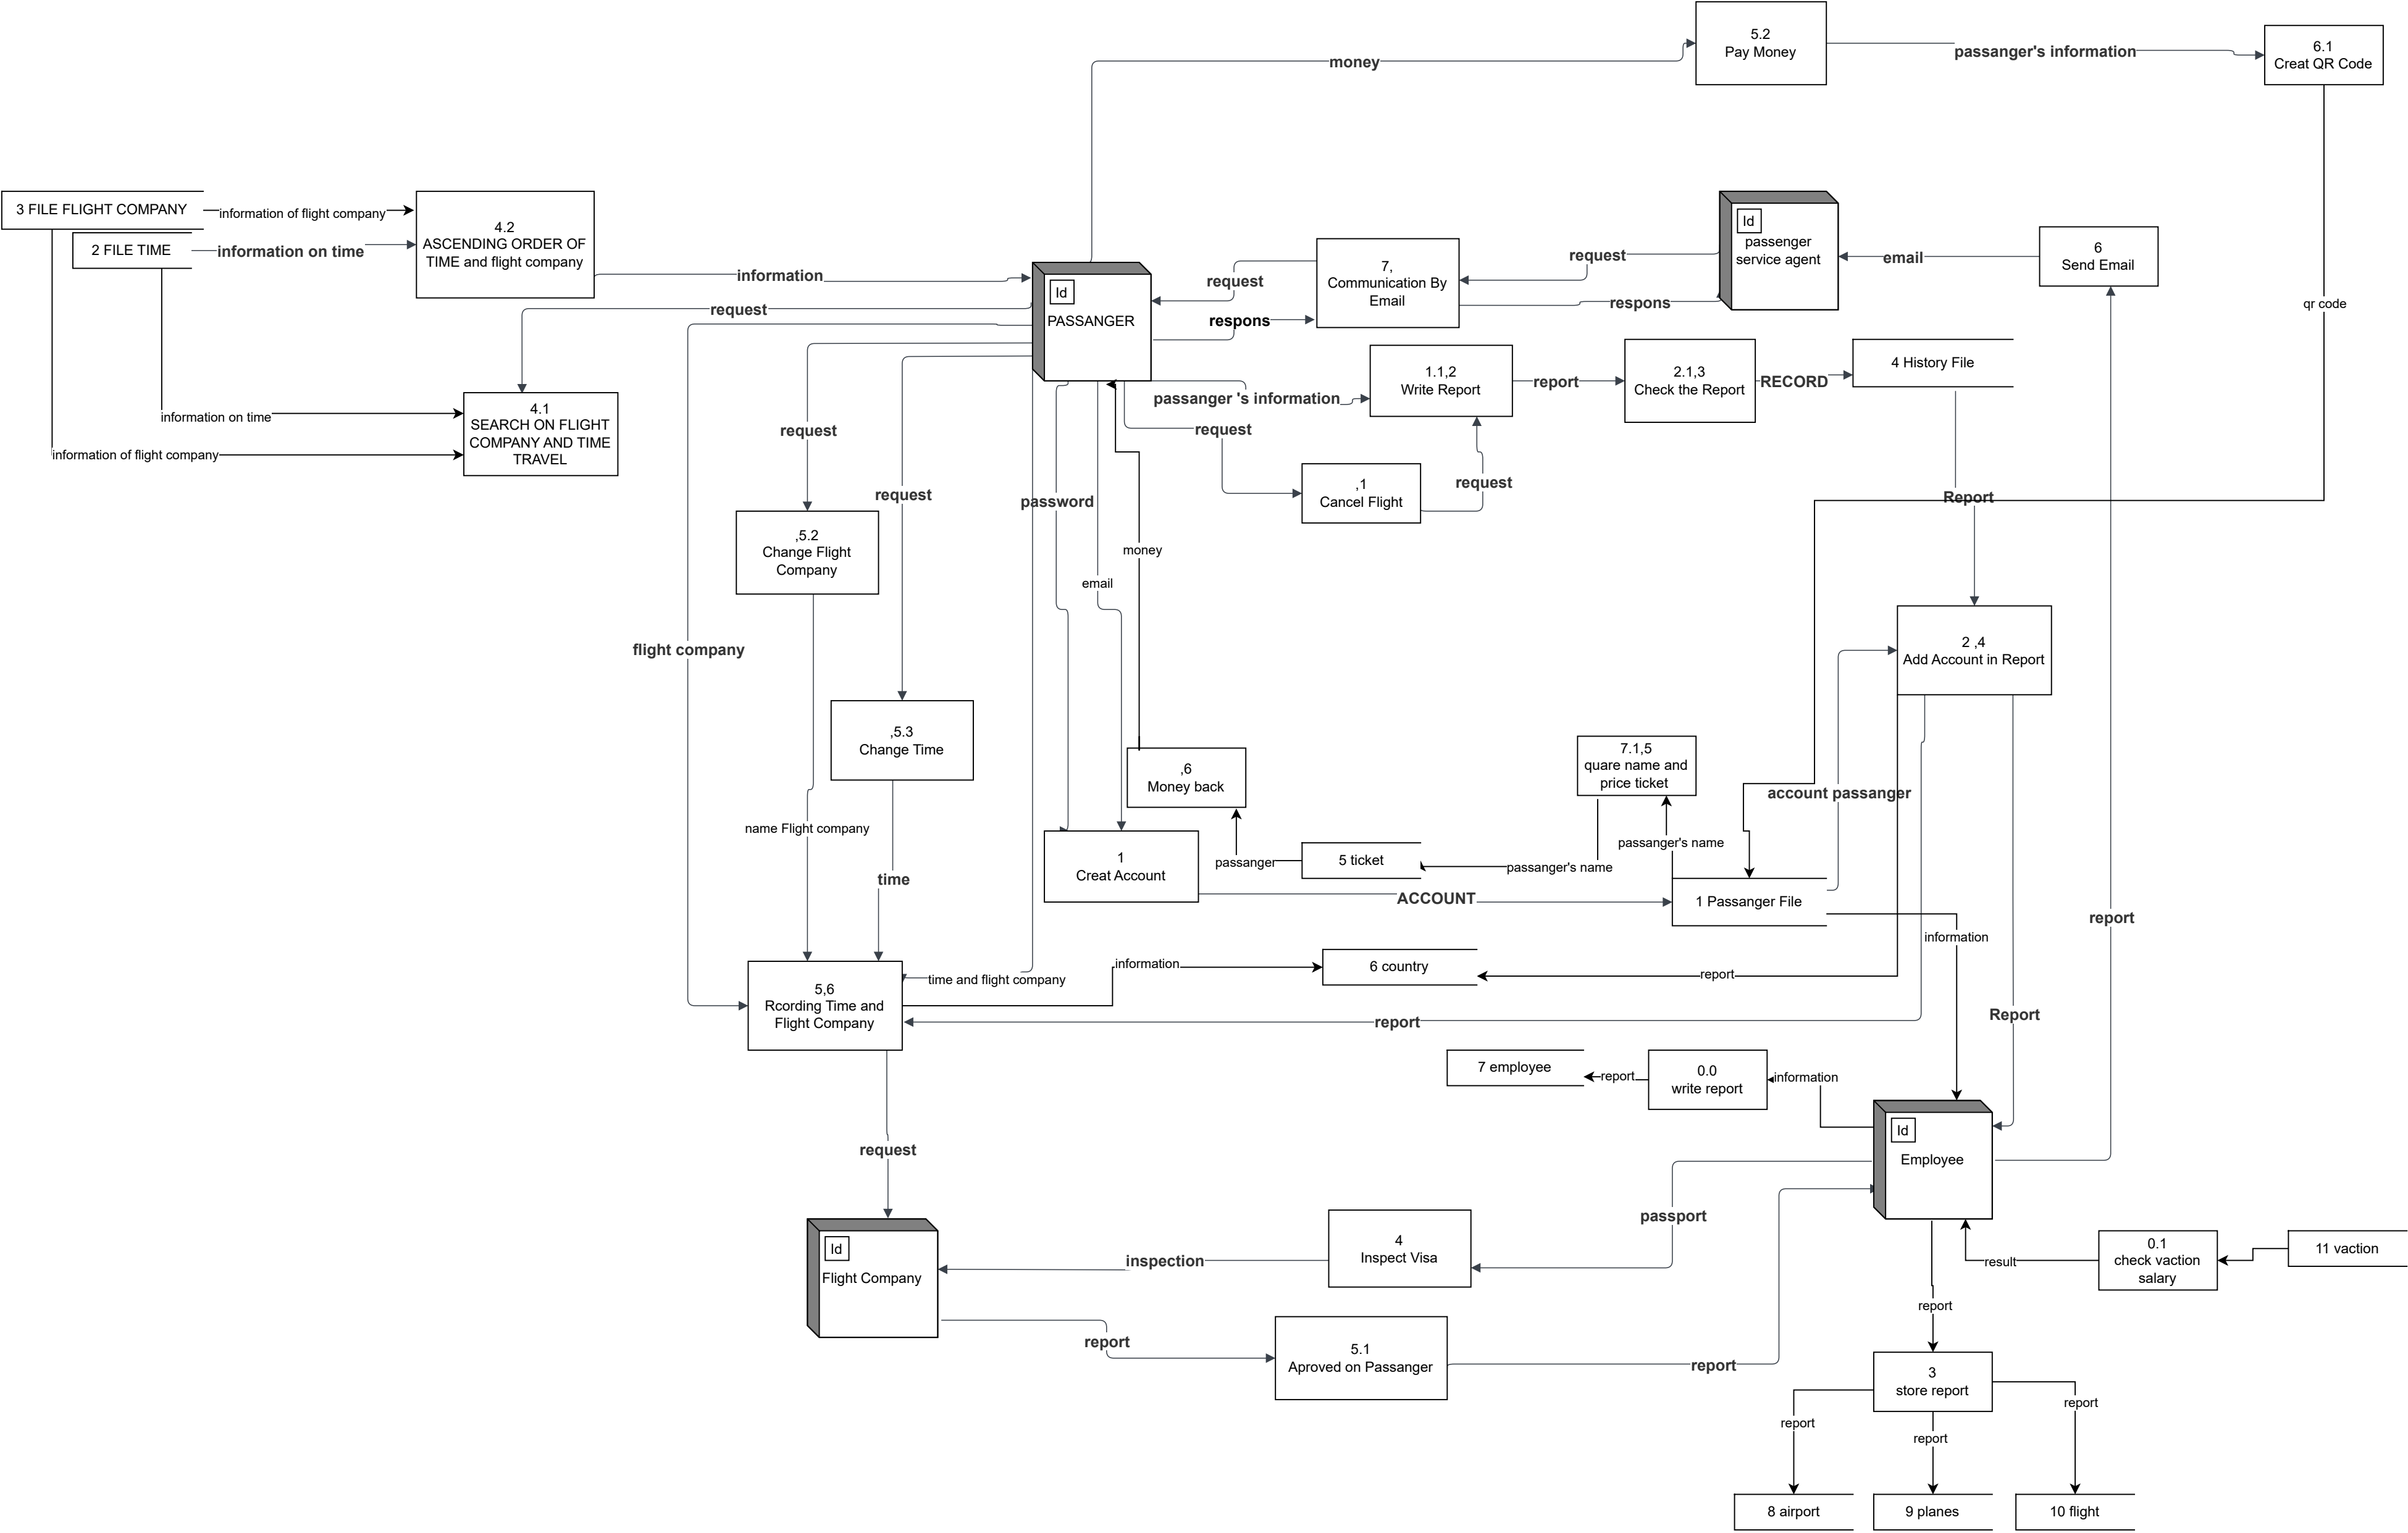 5.2
Pay Money
6.1
Creat QR Code
money
passanger's information
3 FILE FLIGHT COMPANY
information of flight company
2 FILE TIME
information on time
4.2
ASCENDING ORDER OF
TIME and flight company
information
request
Id
PASSANGER
request
respons
7,
Communication By
Email
request
respons
Id
passenger
service agent
email
6
Send Email
qr code
information on time
information of flight company
4.1
SEARCH ON FLIGHT
COMPANY AND TIME
TRAVEL
request
request
passanger 's information
request
1.1,2
Write Report
report
2.1,3
Check the Report
RECORD
4 History File
,1
Cancel Flight
request
Report
password
email
money
,5.2
Change Flight
Company
flight company
,5.3
Change Time
2 ,4
Add Account in Report
,6
Money back
7.1,5
quare name and
price ticket
account passanger
name Flight company
time
1
Creat Account
passanger
5 ticket
passanger's name
passanger's name
ACCOUNT
1 Passanger File
information
report
5,6
Rcording Time and
Flight Company
time and flight company
information
6 country
report
report
Report
7 employee
report
0.0
write report
information
request
Id
Employee
passport
Id
Flight Company
inspection
4
Inspect Visa
result
0.1
check vaction
salary
11 vaction
report
5.1
Aproved on Passanger
report
report
3
store report
report
report
report
8 airport
9 planes
10 flight